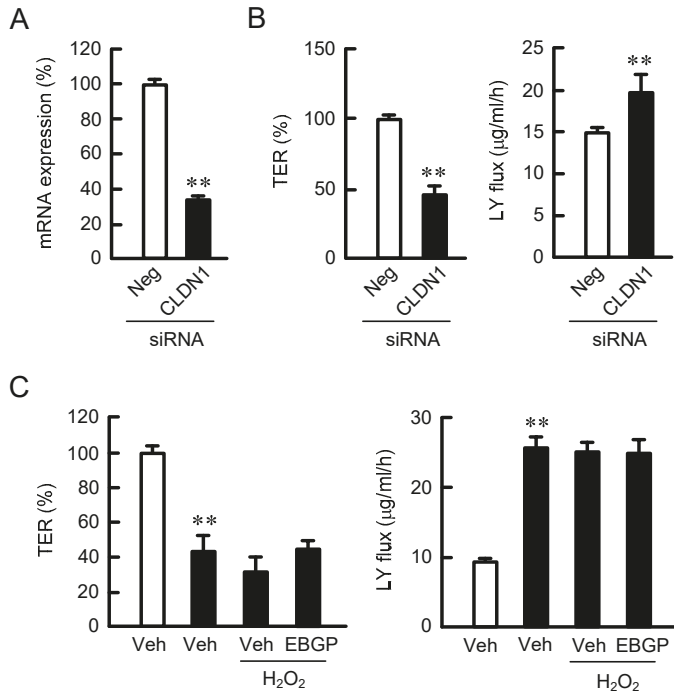 A
mRNA expression (%)
120
100
80
60
40
20
0
**
Neg
CLDN1
siRNA
B
TER (%)
150
100
50
0
**
Neg
CLDN1
siRNA
LY flux (μg/ml/h)
25
20
15
10
5
0
**
Neg
CLDN1
siRNA
C
TER (%)
120
100
80
60
40
20
0
**
Veh Veh Veh EBGP
H₂O₂
LY flux (μg/ml/h)
30
20
10
0
**
Veh Veh Veh EBGP
H₂O₂